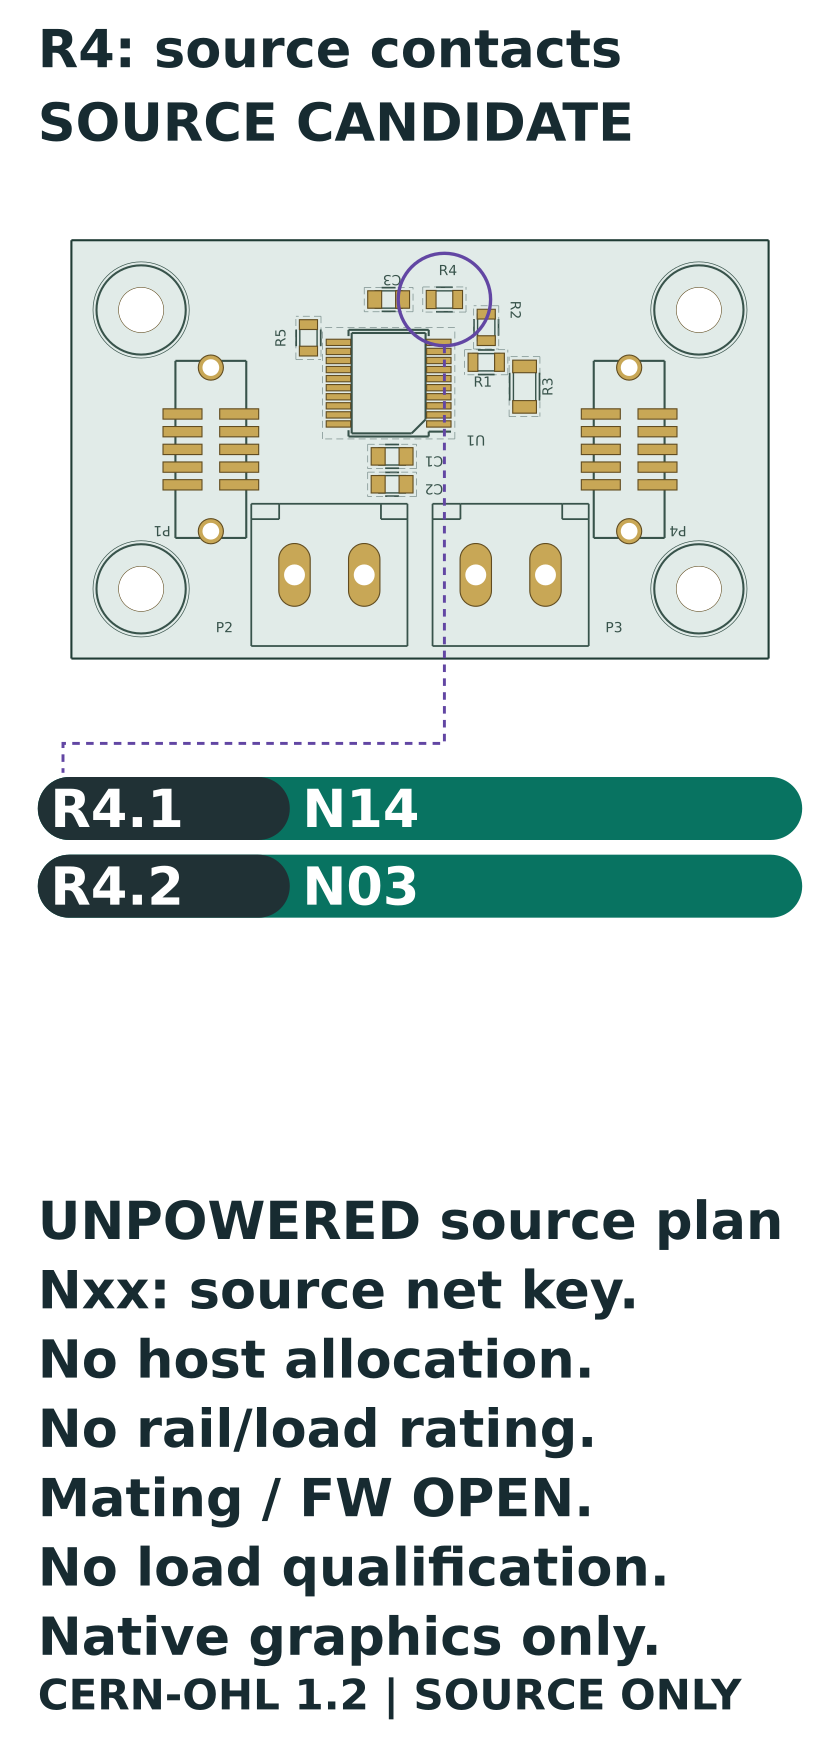 R4: source contacts
SOURCE CANDIDATE
R4
C3
R2
R5
R1
R3
U1
C1
C2
P1
P4
P2
P3
R4.1 N14
R4.2 N03
UNPOWERED source plan
Nxx: source net key.
No host allocation.
No rail/load rating.
Mating / FW OPEN.
No load qualification.
Native graphics only.
CERN-OHL 1.2 | SOURCE ONLY